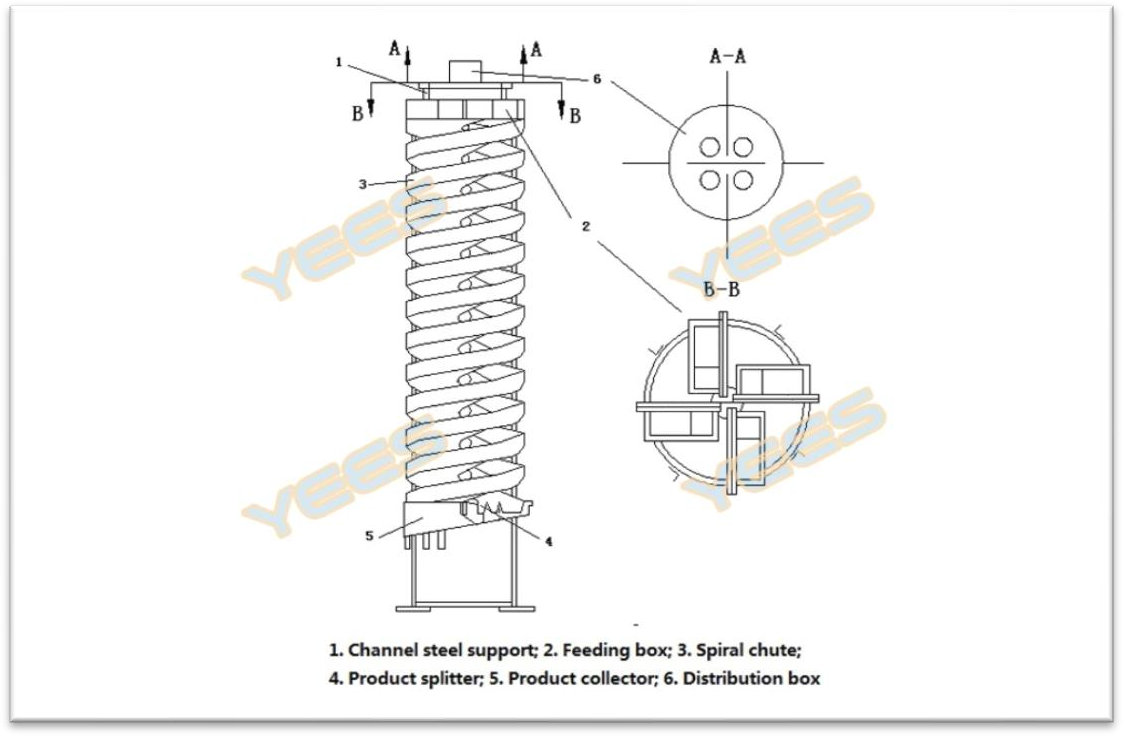 A
A
A-A
1
6
B
B
3
2
B-B
5
4
YEES
YEES
YEES
YEES
1. Channel steel support; 2. Feeding box; 3. Spiral chute;
4. Product splitter; 5. Product collector; 6. Distribution box